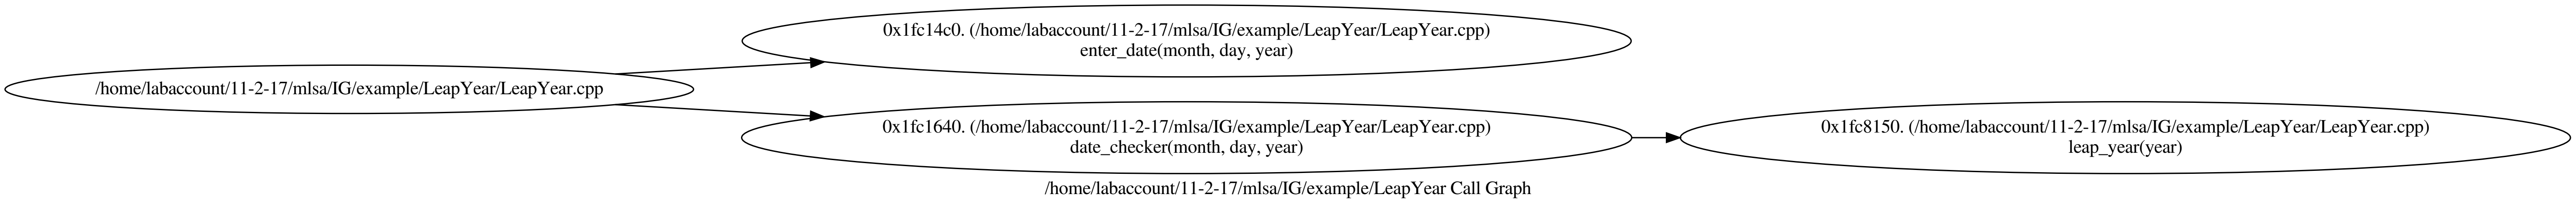 /home/labaccount/11-2-17/mlsa/IG/example/LeapYear/LeapYear.cpp
0x1fc14c0. (/home/labaccount/11-2-17/mlsa/IG/example/LeapYear/LeapYear.cpp)
enter_date(month, day, year)
0x1fc1640. (/home/labaccount/11-2-17/mlsa/IG/example/LeapYear/LeapYear.cpp)
date_checker(month, day, year)
0x1fc8150. (/home/labaccount/11-2-17/mlsa/IG/example/LeapYear/LeapYear.cpp)
leap_year(year)
/home/labaccount/11-2-17/mlsa/IG/example/LeapYear Call Graph